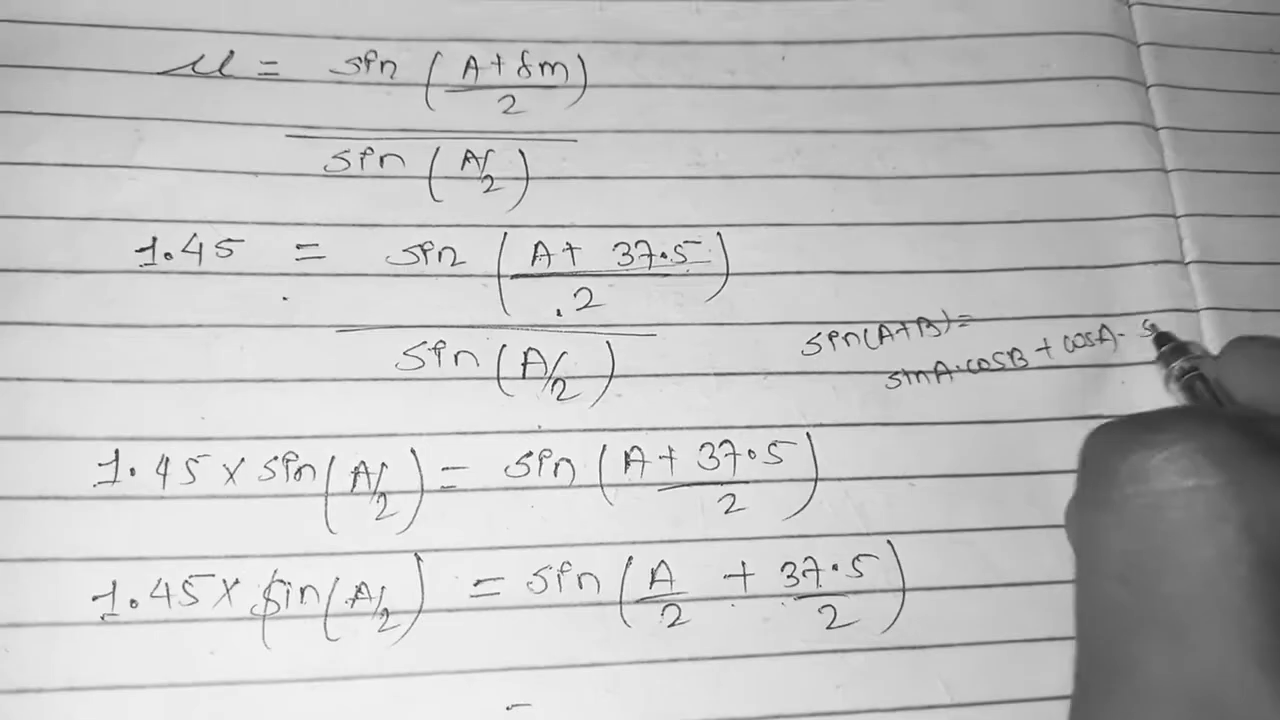 μ = sin (A + δm / 2)
sin (A/2)
1.45 = sin (A + 37.5 / 2)
sin (A/2)
sin(A+B) =
sinA·cosB + cosA· s
1.45 × sin (A/2) = sin (A + 37.5 / 2)
1.45 × sin (A/2) = sin (A/2 + 37.5/2)